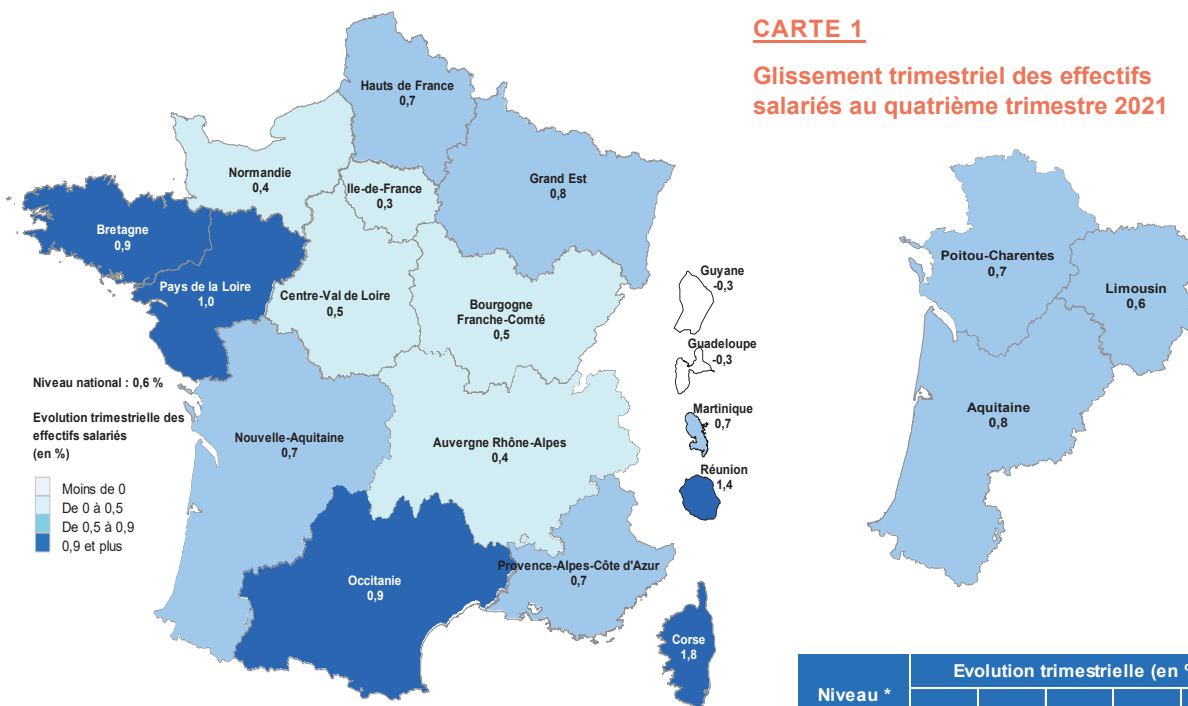 CARTE 1
Glissement trimestriel des effectifs
salariés au quatrième trimestre 2021
Hauts de France
0,7
Normandie
0,4
Ile-de-France
0,3
Grand Est
0,8
Bretagne
0,9
Pays de la Loire
1,0
Centre-Val de Loire
0,5
Bourgogne
Franche-Comté
0,5
Guyane
-0,3
Guadeloupe
-0,3
Martinique
0,7
Réunion
1,4
Niveau national : 0,6 %
Evolution trimestrielle des
effectifs salariés
(en %)
Moins de 0
De 0 à 0,5
De 0,5 à 0,9
0,9 et plus
Nouvelle-Aquitaine
0,7
Auvergne Rhône-Alpes
0,4
Occitanie
0,9
Provence-Alpes-Côte d'Azur
0,7
Corse
1,8
Poitou-Charentes
0,7
Limousin
0,6
Aquitaine
0,8
Niveau *
Evolution trimestrielle (en %